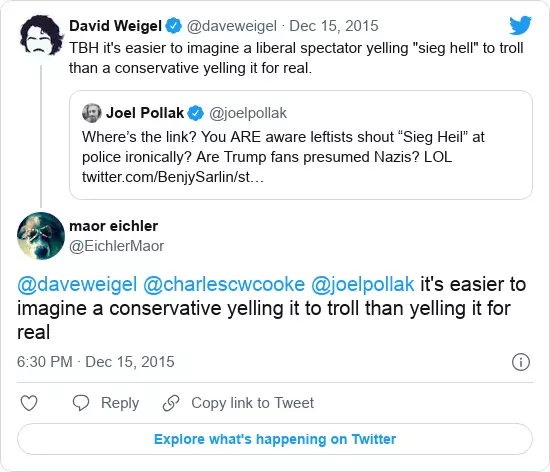 David Weigel @daveweigel · Dec 15, 2015
TBH it's easier to imagine a liberal spectator yelling "sieg hell" to troll
than a conservative yelling it for real.
Joel Pollak @joelpollak
Where’s the link? You ARE aware leftists shout “Sieg Heil” at
police ironically? Are Trump fans presumed Nazis? LOL
twitter.com/BenjySarlin/st…
maor eichler
@EichlerMaor
@daveweigel @charlescwcooke @joelpollak it's easier to
imagine a conservative yelling it to troll than yelling it for
real
6:30 PM · Dec 15, 2015
Reply Copy link to Tweet
Explore what's happening on Twitter